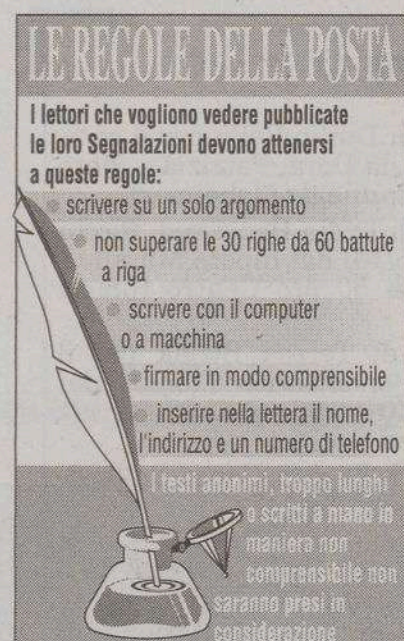 LE REGOLE DELLA POSTA
I lettori che vogliono vedere pubblicate
le loro Segnalazioni devono attenersi
a queste regole:
scrivere su un solo argomento
non superare le 30 righe da 60 battute
a riga
scrivere con il computer
o a macchina
firmare in modo comprensibile
inserire nella lettera il nome,
l'indirizzo e un numero di telefono
I testi anonimi, troppo lunghi
o scritti a mano in
maniera non
comprensibile non
saranno presi in
considerazione